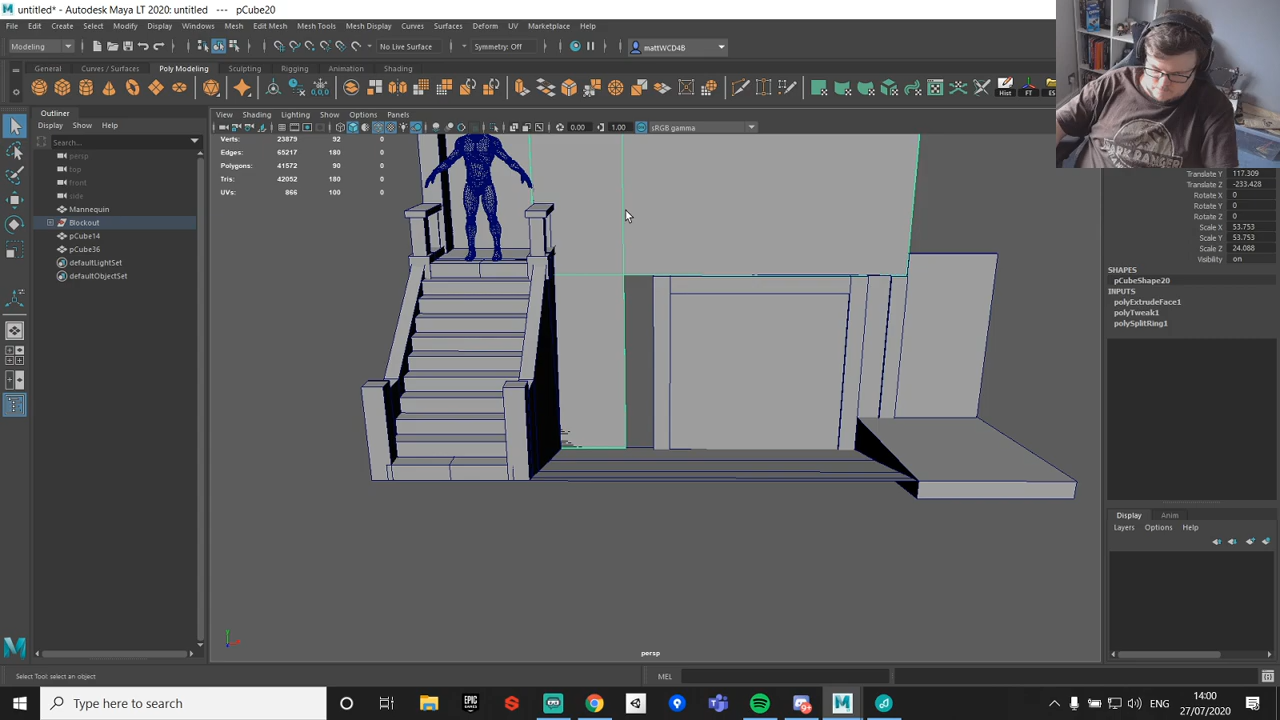 untitled* - Autodesk Maya LT 2020: untitled --- pCube20
File Edit Create Select Modify Display Windows Mesh Edit Mesh Mesh Tools Mesh Display Curves Surfaces Deform UV Marketplace Help
Modeling No Live Surface Symmetry: Off mattWCD4B
General Curves / Surfaces Poly Modeling Sculpting Rigging Animation Shading
Hist FT
Outliner
Display Show Help
Search...
persp
top
front
side
Mannequin
Blockout
pCube14
pCube36
defaultLightSet
defaultObjectSet
View Shading Lighting Show Options Panels
0.00 1.00 sRGB gamma
Verts: 23879 92 0
Edges: 65217 180 0
Polygons: 41572 90 0
Tris: 42052 180 0
UVs: 866 100 0
persp
Translate Y 117.309
Translate Z -233.428
Rotate X 0
Rotate Y 0
Rotate Z 0
Scale X 53.753
Scale Y 53.753
Scale Z 24.088
Visibility on
SHAPES
pCubeShape20
INPUTS
polyExtrudeFace1
polyTweak1
polySplitRing1
Display Anim
Layers Options Help
Select Tool: select an object
MEL
Type here to search
ENG
14:00
27/07/2020